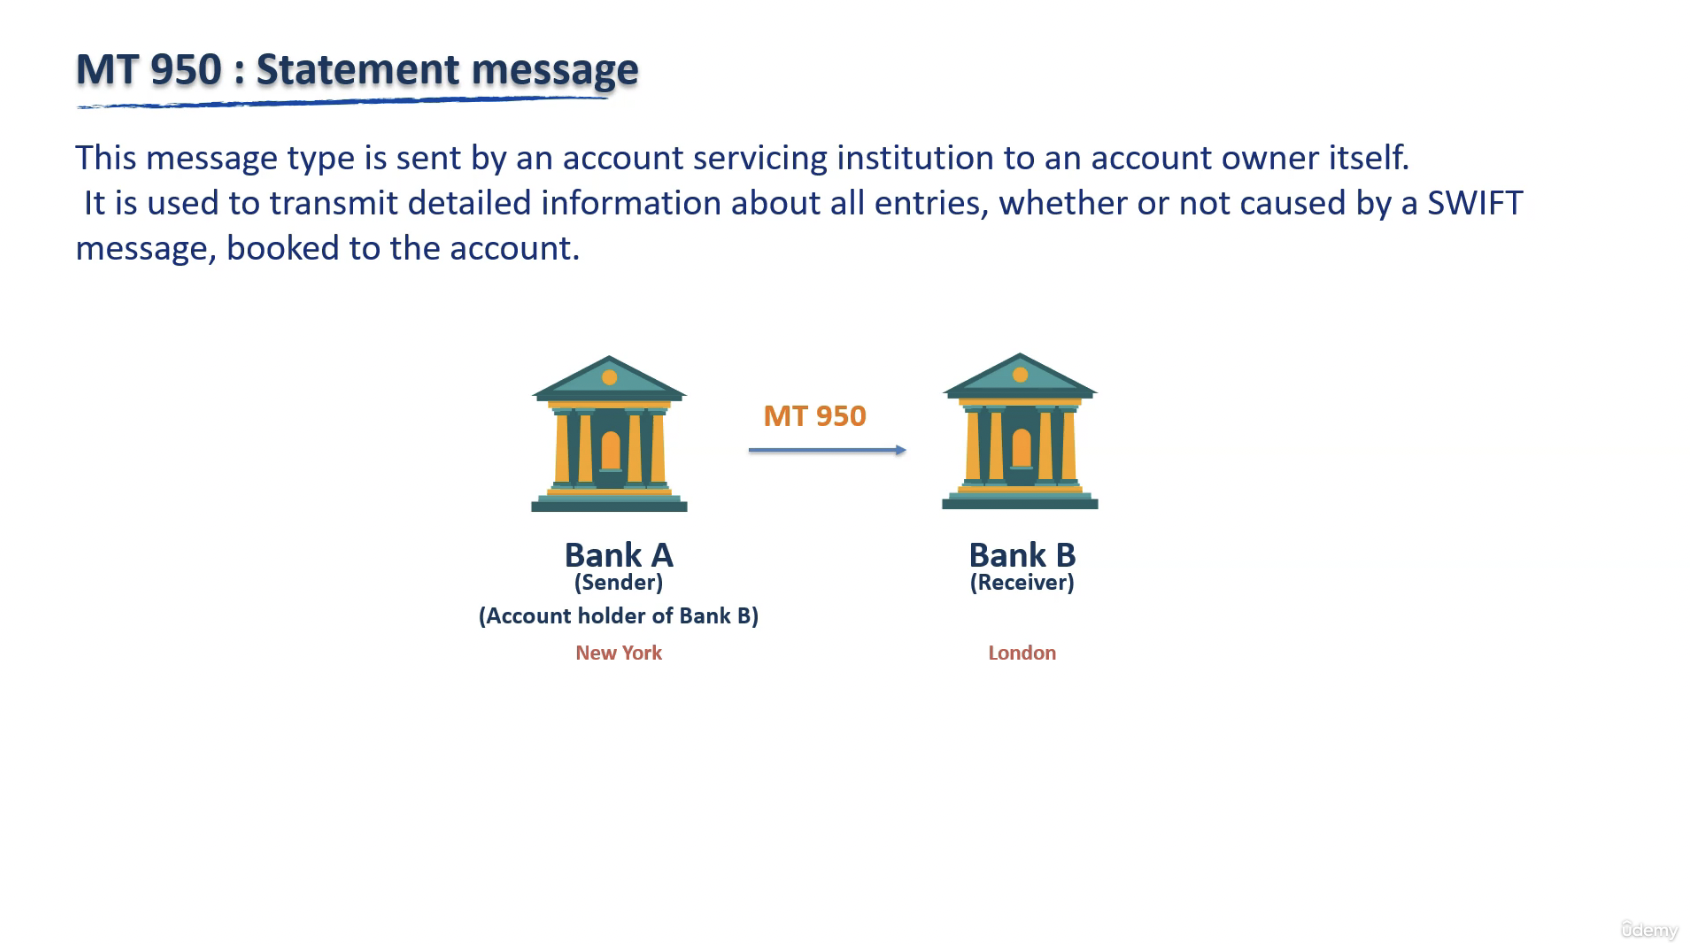 MT 950 : Statement message
This message type is sent by an account servicing institution to an account owner itself.
It is used to transmit detailed information about all entries, whether or not caused by a SWIFT
message, booked to the account.
MT 950
Bank A
(Sender)
(Account holder of Bank B)
New York
Bank B
(Receiver)
London
ûdemy